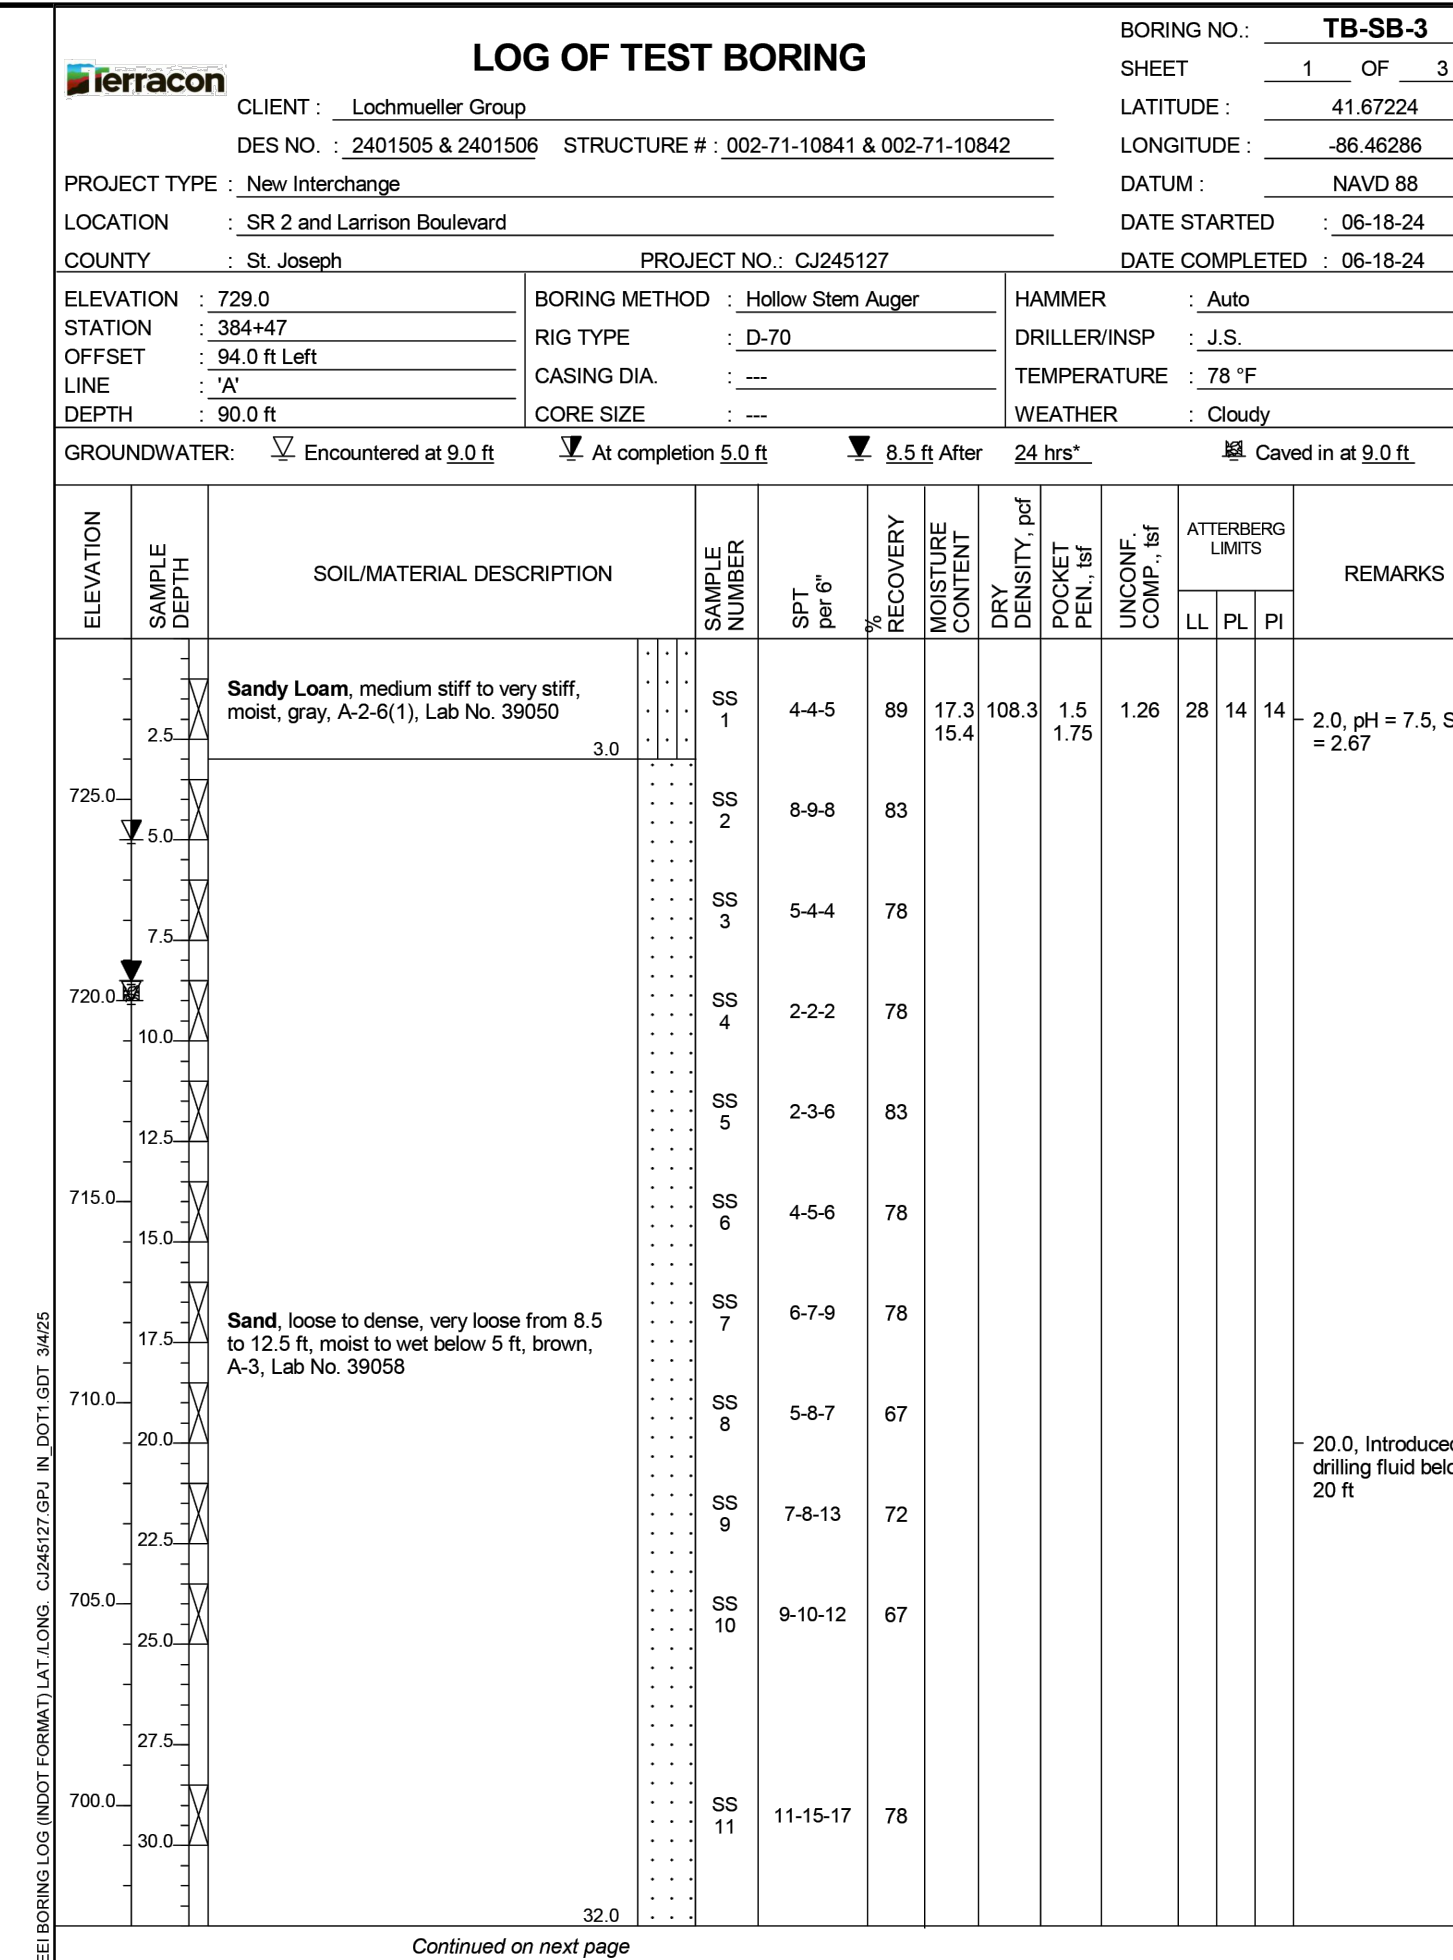 Terracon
LOG OF TEST BORING
BORING NO.: TB-SB-3
SHEET 1 OF 3
CLIENT : Lochmueller Group
LATITUDE : 41.67224
DES NO. : 2401505 & 2401506 STRUCTURE # : 002-71-10841 & 002-71-10842
LONGITUDE : -86.46286
PROJECT TYPE : New Interchange
DATUM : NAVD 88
LOCATION : SR 2 and Larrison Boulevard
DATE STARTED : 06-18-24
COUNTY : St. Joseph PROJECT NO.: CJ245127
DATE COMPLETED : 06-18-24
ELEVATION : 729.0
STATION : 384+47
OFFSET : 94.0 ft Left
LINE : 'A'
DEPTH : 90.0 ft
BORING METHOD : Hollow Stem Auger
RIG TYPE : D-70
CASING DIA. : ---
CORE SIZE : ---
HAMMER : Auto
DRILLER/INSP : J.S.
TEMPERATURE : 78 °F
WEATHER : Cloudy
GROUNDWATER: Encountered at 9.0 ft At completion 5.0 ft 8.5 ft After 24 hrs* Caved in at 9.0 ft
ELEVATION
SAMPLE
DEPTH
SOIL/MATERIAL DESCRIPTION
SAMPLE
NUMBER
SPT
per 6"
%
RECOVERY
MOISTURE
CONTENT
DRY
DENSITY, pcf
POCKET
PEN., tsf
UNCONF.
COMP., tsf
ATTERBERG
LIMITS
LL PL PI
REMARKS
Sandy Loam, medium stiff to very stiff,
moist, gray, A-2-6(1), Lab No. 39050
3.0
2.5
SS
1
4-4-5 89 17.3 108.3 1.5 1.26 28 14 14
15.4 1.75
2.0, pH = 7.5, S
= 2.67
725.0
SS
2
8-9-8 83
5.0
SS
3
5-4-4 78
7.5
720.0
SS
4
2-2-2 78
10.0
SS
5
2-3-6 83
12.5
715.0
SS
6
4-5-6 78
15.0
SS
7
6-7-9 78
17.5
Sand, loose to dense, very loose from 8.5
to 12.5 ft, moist to wet below 5 ft, brown,
A-3, Lab No. 39058
710.0
SS
8
5-8-7 67
20.0
20.0, Introduced
drilling fluid belo
20 ft
SS
9
7-8-13 72
22.5
705.0
SS
10
9-10-12 67
25.0
27.5
700.0
SS
11
11-15-17 78
30.0
32.0
Continued on next page
EEI BORING LOG (INDOT FORMAT) LAT./LONG. CJ245127.GPJ IN_DOT1.GDT 3/4/25